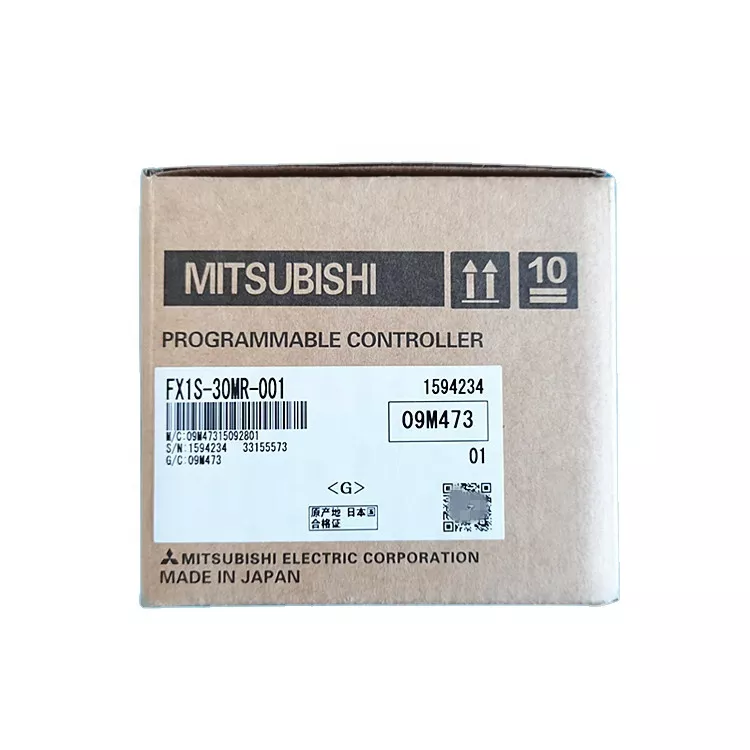 MITSUBISHI
10
PROGRAMMABLE CONTROLLER
FX1S-30MR-001
1594234
09M473
M/C:09M47315092801
S/N:1594234 33155573
G/C:09M473
01
<G>
原产地 日本
合格证
MITSUBISHI ELECTRIC CORPORATION
MADE IN JAPAN